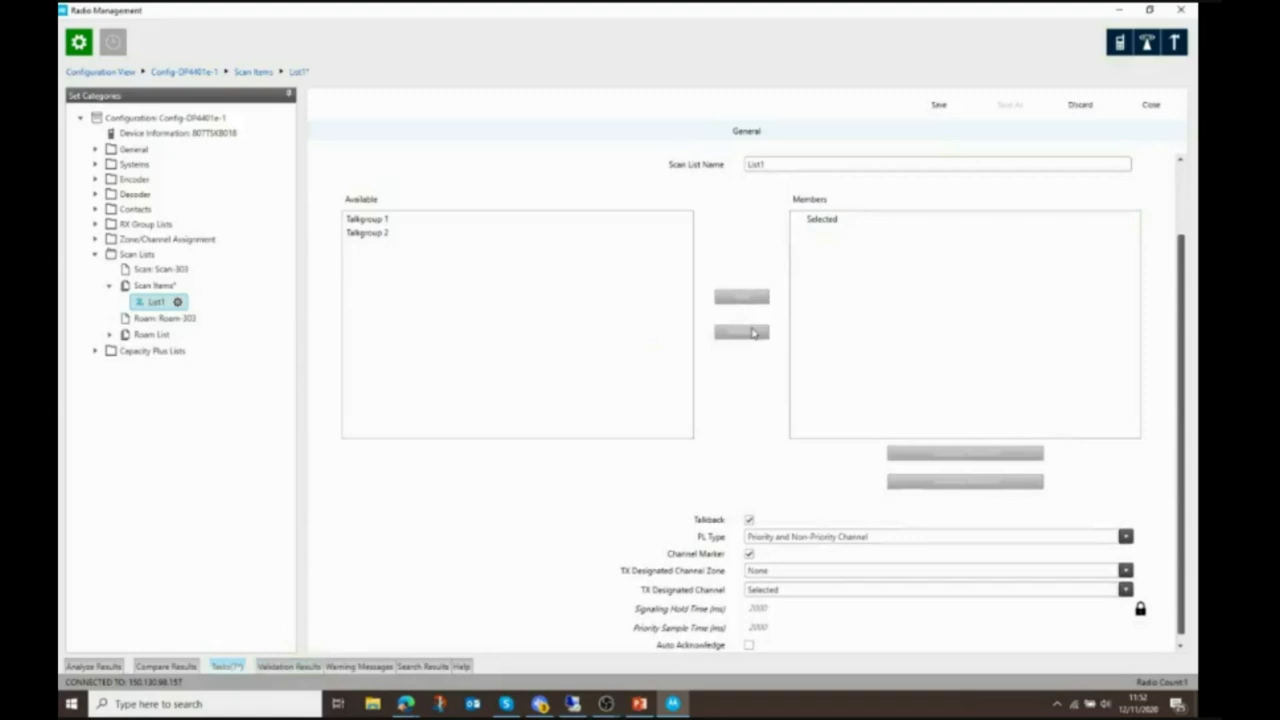 Radio Management
Configuration View Config-DP4401e-1 Scan Items List1*
Set Categories
Save Save As Discard Close
Configuration: Config-DP4401e-1
Device Information: 807TSKB018
General
Systems
Encoder
Decoder
Contacts
RX Group Lists
Zone/Channel Assignment
Scan Lists
Scan: Scan-303
Scan Items*
List1
Roam: Roam-303
Roam List
Capacity Plus Lists
General
Scan List Name List1
Available Members
Talkgroup 1
Talkgroup 2
Selected
Talkback
PL Type Priority and Non-Priority Channel
Channel Marker
TX Designated Channel Zone None
TX Designated Channel Selected
Signaling Hold Time (ms) 2000
Priority Sample Time (ms) 2000
Auto Acknowledge
Analyze Results Compare Results Tasks(?*) Validation Results Warning Messages Search Results Help
CONNECTED TO: 150.130.98.157 Radio Count:1
Type here to search
11:52
12/11/2020